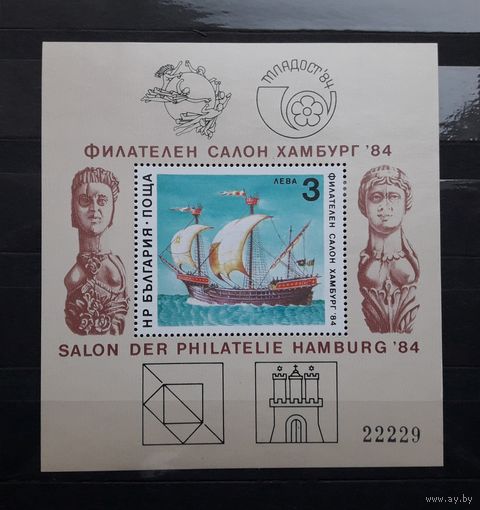 МЛАДОСТ'84
ФИЛАТЕЛЕН САЛОН ХАМБУРГ '84
НР БЪЛГАРИЯ·ПОЩА
ЛЕВА 3
ФИЛАТЕЛЕН САЛОН ХАМБУРГ '84
SALON DER PHILATELIE HAMBURG '84
22229
www.ay.by